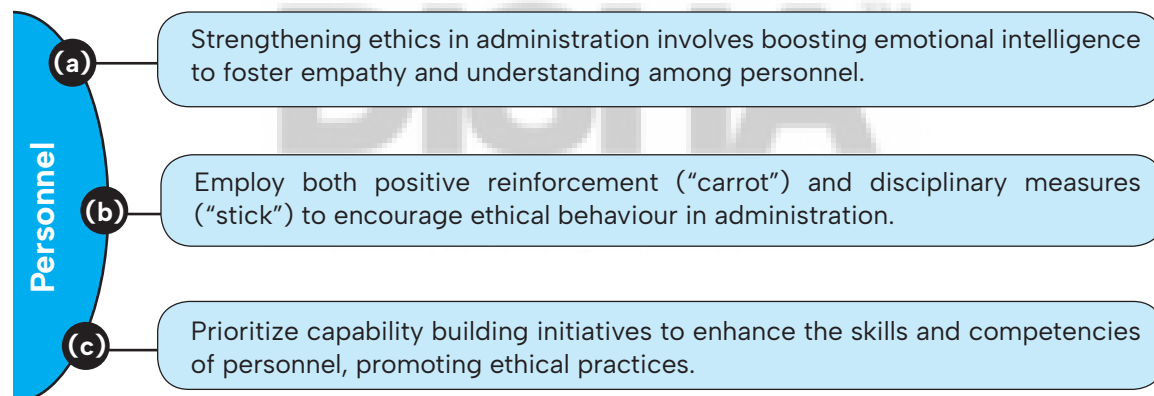 Personnel
(a)
Strengthening ethics in administration involves boosting emotional intelligence
to foster empathy and understanding among personnel.
(b)
Employ both positive reinforcement (“carrot”) and disciplinary measures
(“stick”) to encourage ethical behaviour in administration.
(c)
Prioritize capability building initiatives to enhance the skills and competencies
of personnel, promoting ethical practices.